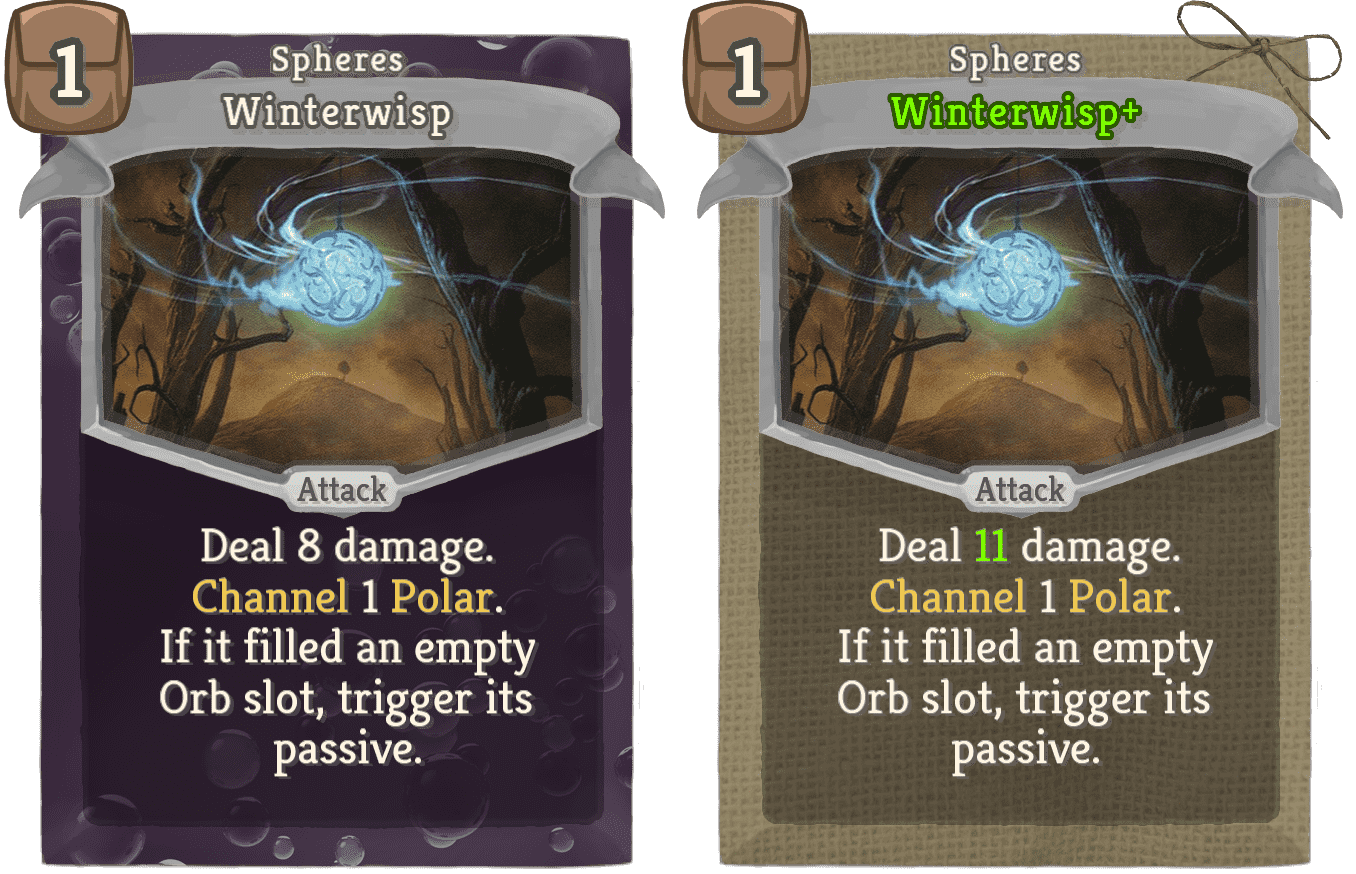 1
Spheres
Winterwisp
Attack
Deal 8 damage.
Channel 1 Polar.
If it filled an empty
Orb slot, trigger its
passive.
1
Spheres
Winterwisp+
Attack
Deal 11 damage.
Channel 1 Polar.
If it filled an empty
Orb slot, trigger its
passive.